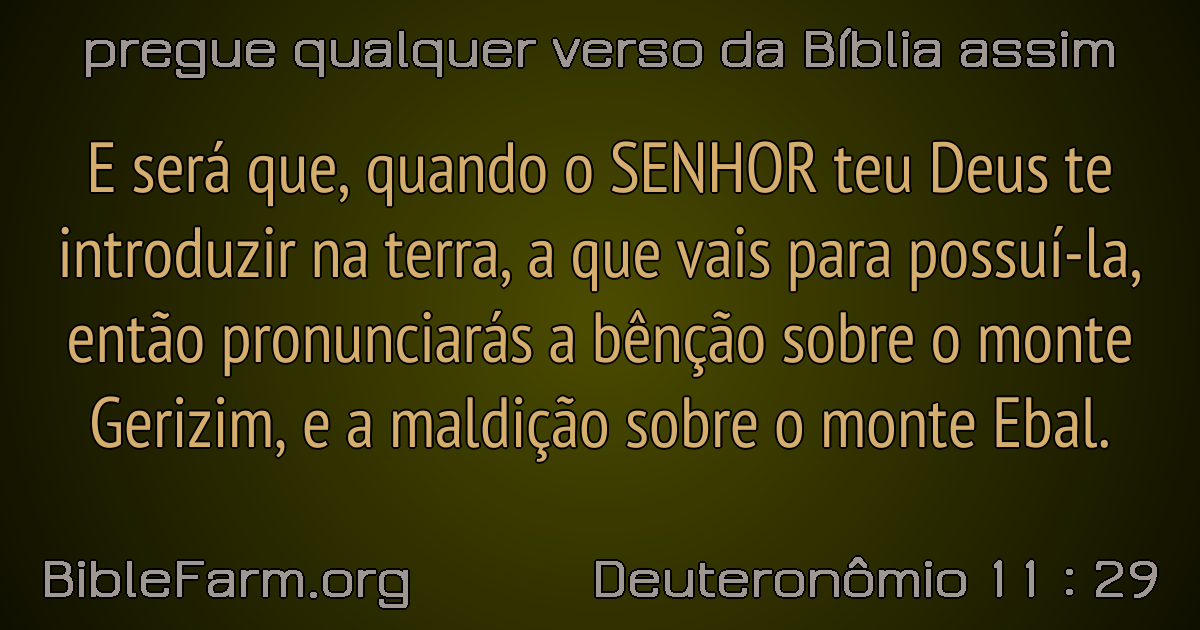 pregue qualquer verso da Bíblia assim
E será que, quando o SENHOR teu Deus te
introduzir na terra, a que vais para possuí-la,
então pronunciarás a bênção sobre o monte
Gerizim, e a maldição sobre o monte Ebal.
BibleFarm.org
Deuteronômio 11 : 29